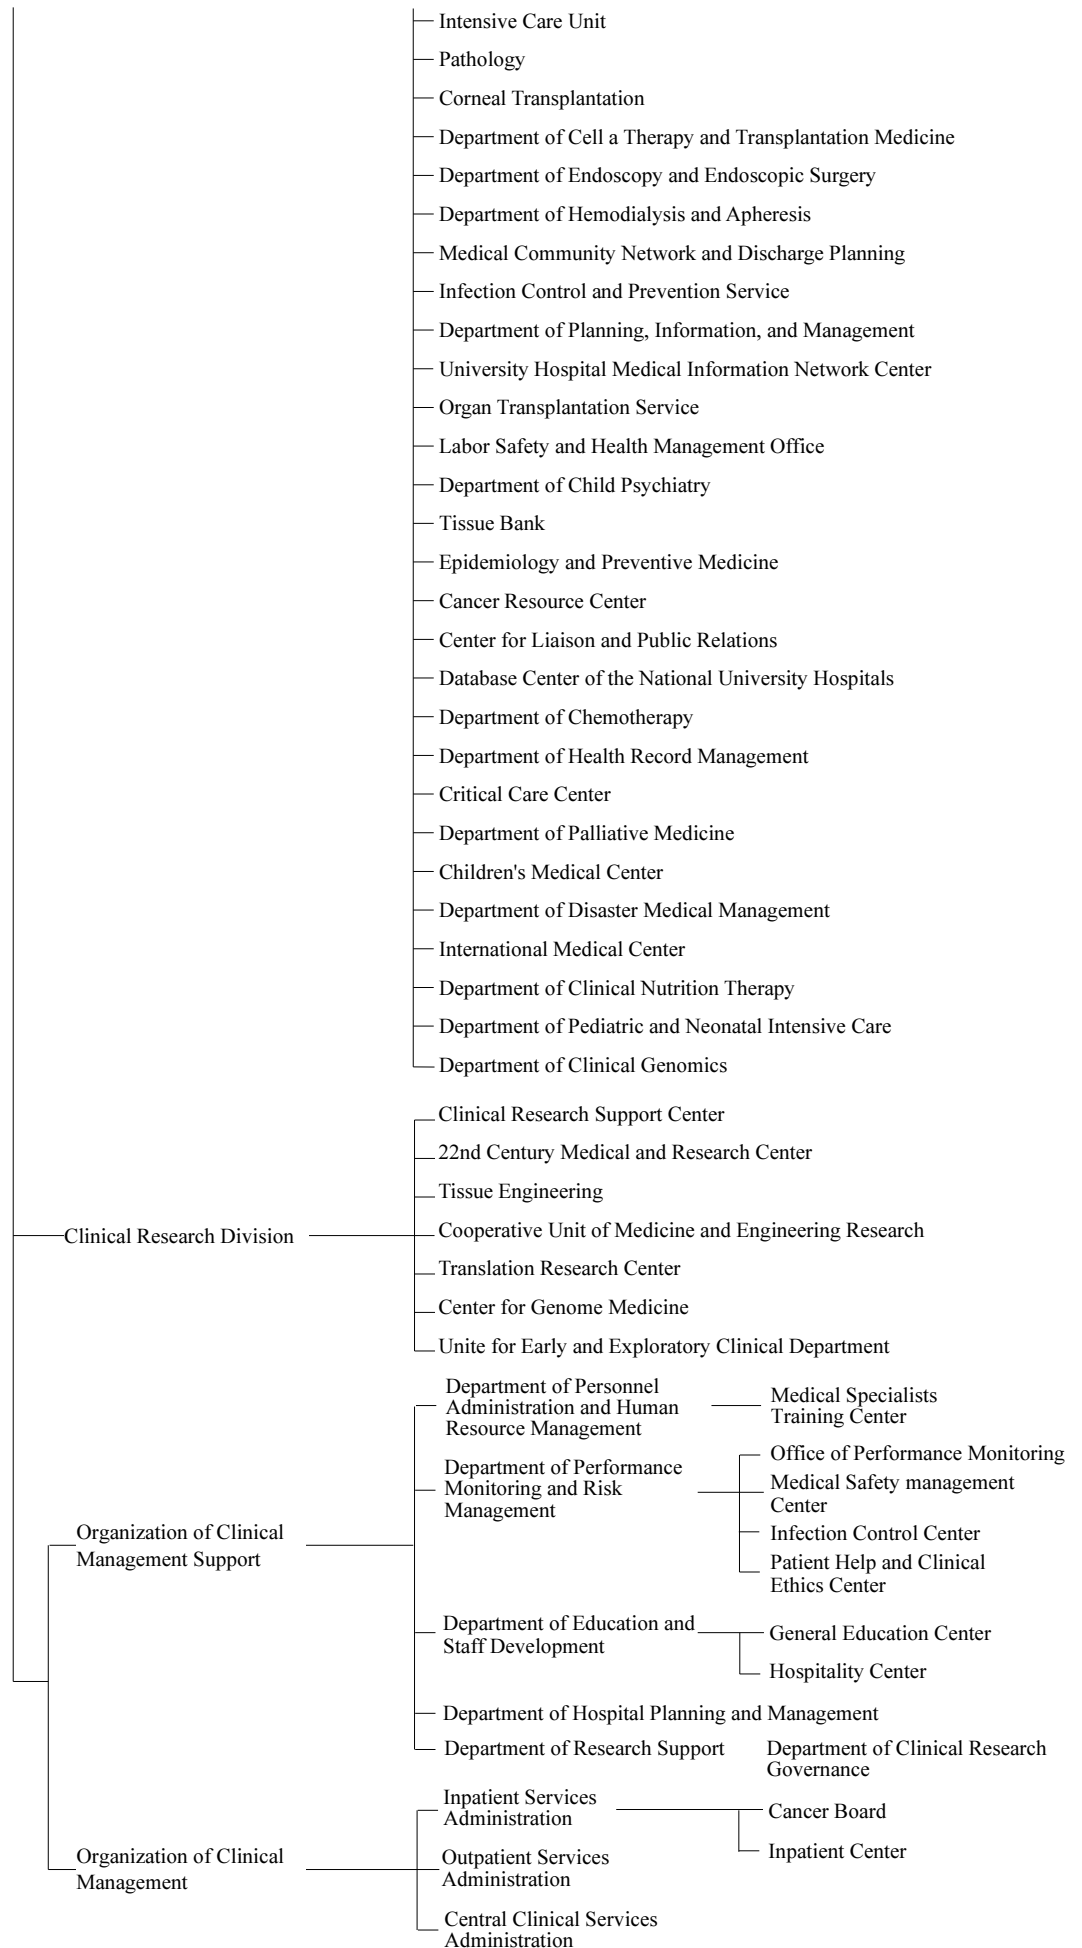 Intensive Care Unit
Pathology
Corneal Transplantation
Department of Cell a Therapy and Transplantation Medicine
Department of Endoscopy and Endoscopic Surgery
Department of Hemodialysis and Apheresis
Medical Community Network and Discharge Planning
Infection Control and Prevention Service
Department of Planning, Information, and Management
University Hospital Medical Information Network Center
Organ Transplantation Service
Labor Safety and Health Management Office
Department of Child Psychiatry
Tissue Bank
Epidemiology and Preventive Medicine
Cancer Resource Center
Center for Liaison and Public Relations
Database Center of the National University Hospitals
Department of Chemotherapy
Department of Health Record Management
Critical Care Center
Department of Palliative Medicine
Children's Medical Center
Department of Disaster Medical Management
International Medical Center
Department of Clinical Nutrition Therapy
Department of Pediatric and Neonatal Intensive Care
Department of Clinical Genomics
Clinical Research Division
Clinical Research Support Center
22nd Century Medical and Research Center
Tissue Engineering
Cooperative Unit of Medicine and Engineering Research
Translation Research Center
Center for Genome Medicine
Unite for Early and Exploratory Clinical Department
Organization of Clinical
Management Support
Department of Personnel
Administration and Human
Resource Management
Medical Specialists
Training Center
Department of Performance
Monitoring and Risk
Management
Office of Performance Monitoring
Medical Safety management
Center
Infection Control Center
Patient Help and Clinical
Ethics Center
Department of Education and
Staff Development
General Education Center
Hospitality Center
Department of Hospital Planning and Management
Department of Research Support
Department of Clinical Research
Governance
Organization of Clinical
Management
Inpatient Services
Administration
Cancer Board
Inpatient Center
Outpatient Services
Administration
Central Clinical Services
Administration